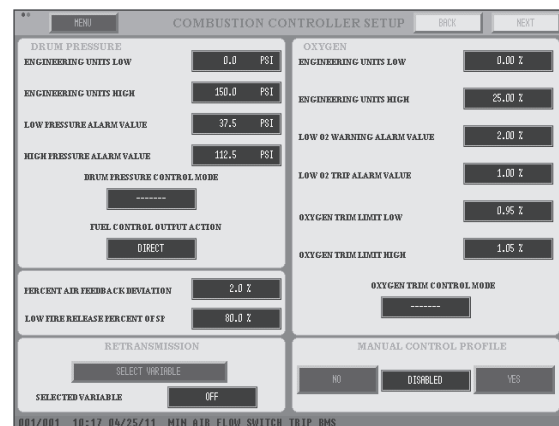 MENU COMBUSTION CONTROLLER SETUP BACK NEXT
DRUM PRESSURE
ENGINEERING UNITS LOW 0.0 PSI
ENGINEERING UNITS HIGH 150.0 PSI
LOW PRESSURE ALARM VALUE 37.5 PSI
HIGH PRESSURE ALARM VALUE 112.5 PSI
DRUM PRESSURE CONTROL MODE
-------
FUEL CONTROL OUTPUT ACTION
DIRECT
PERCENT AIR FEEDBACK DEVIATION 2.0 %
LOW FIRE RELEASE PERCENT OF SP 80.0 %
RETRANSMISSION
SELECT VARIABLE
SELECTED VARIABLE OFF
OXYGEN
ENGINEERING UNITS LOW 0.00 %
ENGINEERING UNITS HIGH 25.00 %
LOW O2 WARNING ALARM VALUE 2.00 %
LOW O2 TRIP ALARM VALUE 1.00 %
OXYGEN TRIM LIMIT LOW 0.95 %
OXYGEN TRIM LIMIT HIGH 1.05 %
OXYGEN TRIM CONTROL MODE
-------
MANUAL CONTROL PROFILE
NO DISABLED YES
001/001 10:17 04/25/11 MIN AIR FLOW SWITCH TRIP BMS